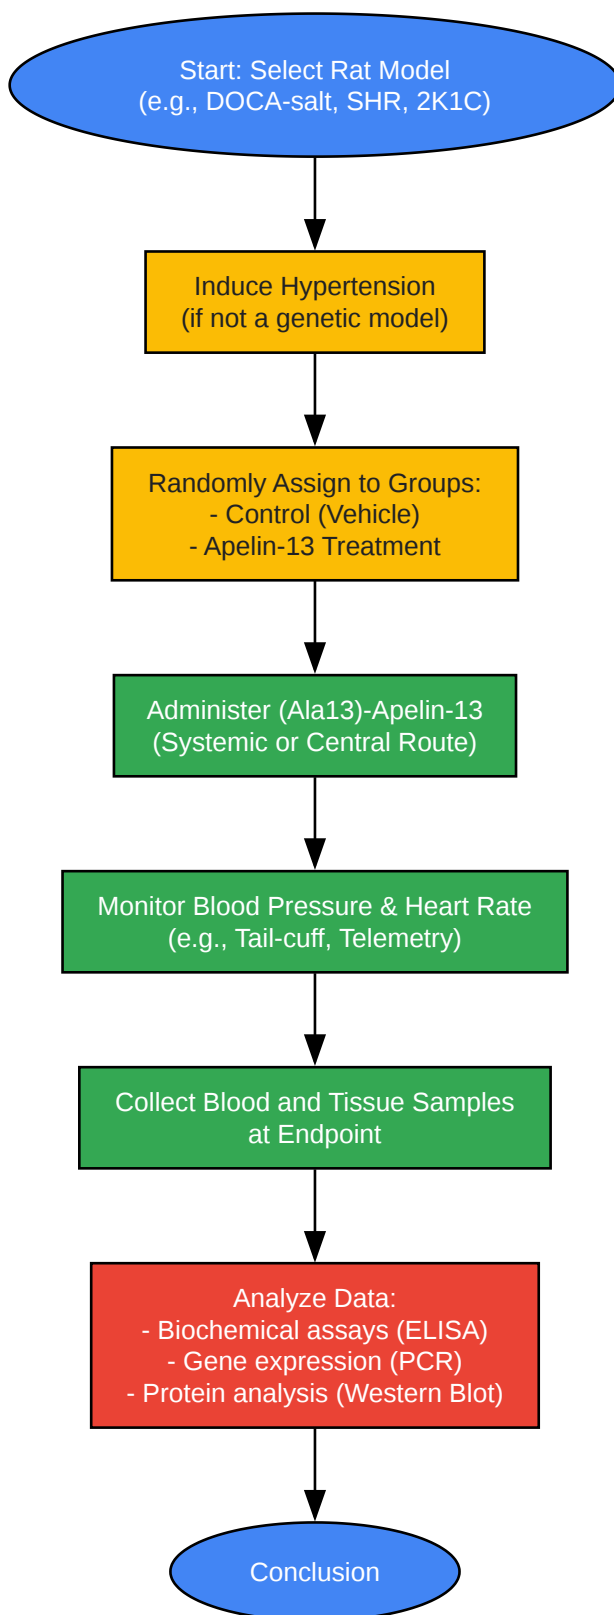 Start: Select Rat Model
(e.g., DOCA-salt, SHR, 2K1C)
Induce Hypertension
(if not a genetic model)
Randomly Assign to Groups:
- Control (Vehicle)
- Apelin-13 Treatment
Administer (Ala13)-Apelin-13
(Systemic or Central Route)
Monitor Blood Pressure & Heart Rate
(e.g., Tail-cuff, Telemetry)
Collect Blood and Tissue Samples
at Endpoint
Analyze Data:
- Biochemical assays (ELISA)
- Gene expression (PCR)
- Protein analysis (Western Blot)
Conclusion